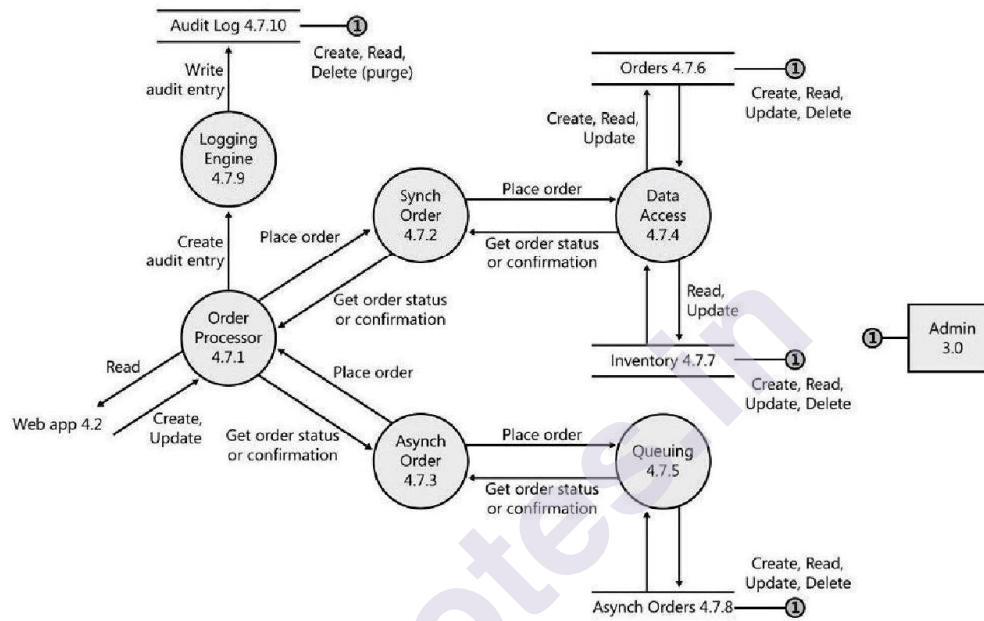 Audit Log 4.7.10
1
Create, Read,
Delete (purge)
Write
audit entry
Logging
Engine
4.7.9
Create
audit entry
Orders 4.7.6
1
Create, Read,
Update, Delete
Create, Read,
Update
Synch
Order
4.7.2
Place order
Data
Access
4.7.4
Get order status
or confirmation
Place order
Get order status
or confirmation
Read,
Update
Order
Processor
4.7.1
Inventory 4.7.7
1
Create, Read,
Update, Delete
1
Admin
3.0
Read
Web app 4.2
Create,
Update
Place order
Get order status
or confirmation
Asynch
Order
4.7.3
Place order
Get order status
or confirmation
Queuing
4.7.5
Create, Read,
Update, Delete
Asynch Orders 4.7.8
1
otes.in